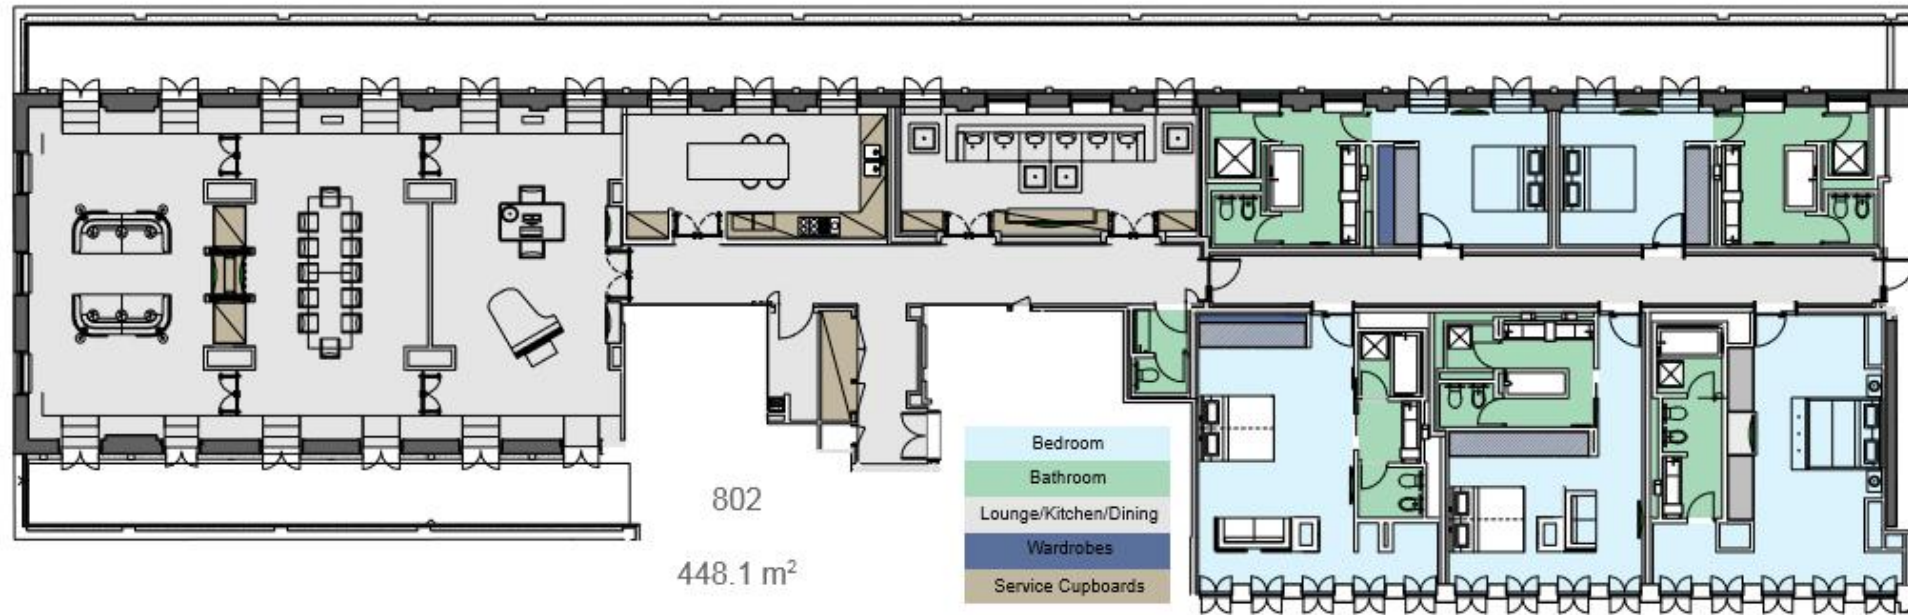 802
448.1 m²
Bedroom
Bathroom
Lounge/Kitchen/Dining
Wardrobes
Service Cupboards